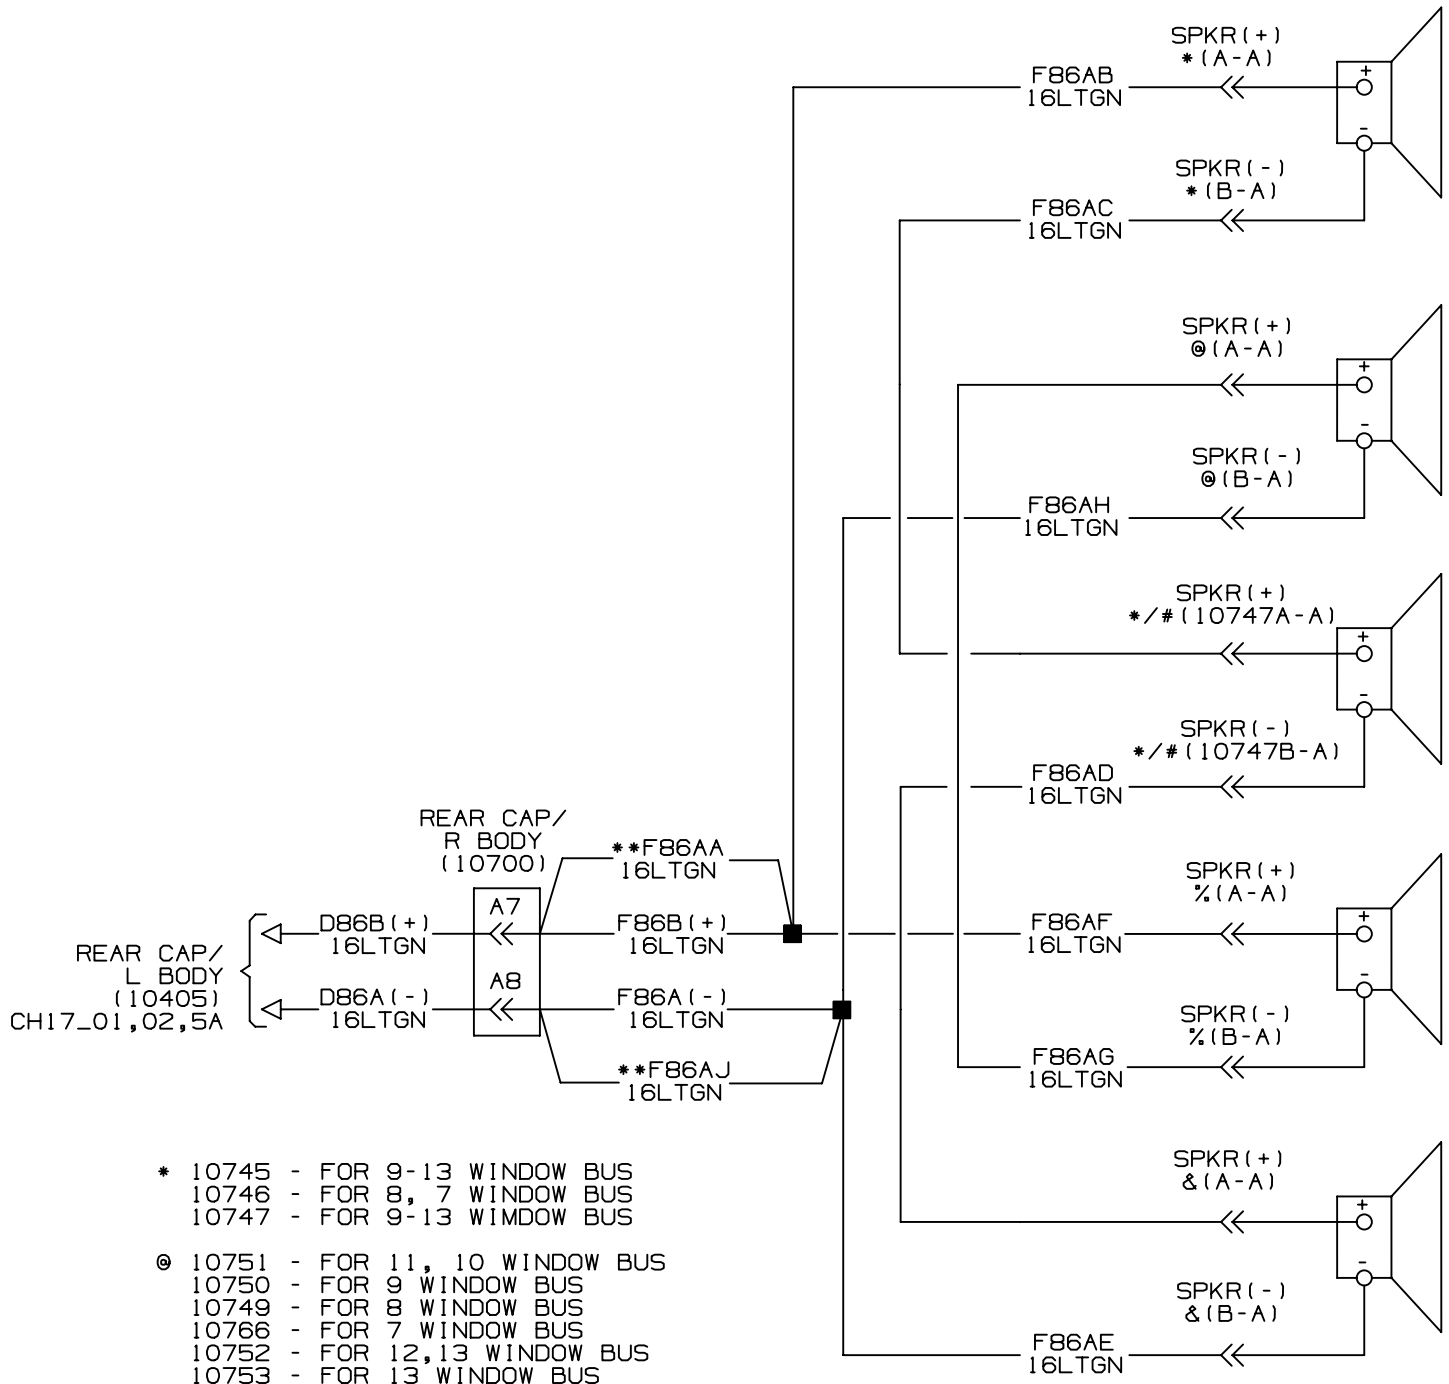 SPKR(+)
*(A-A)
F86AB
16LTGN
+
-
SPKR(-)
*(B-A)
F86AC
16LTGN
SPKR(+)
@(A-A)
+
-
SPKR(-)
@(B-A)
F86AH
16LTGN
SPKR(+)
*/#(10747A-A)
+
-
SPKR(-)
*/#(10747B-A)
F86AD
16LTGN
REAR CAP/
R BODY
(10700)
**F86AA
16LTGN
SPKR(+)
%(A-A)
A7
D86B(+)
16LTGN
F86B(+)
16LTGN
F86AF
16LTGN
+
-
REAR CAP/
L BODY
(10405)
CH17_01,02,5A
A8
D86A(-)
16LTGN
F86A(-)
16LTGN
SPKR(-)
%(B-A)
F86AG
16LTGN
**F86AJ
16LTGN
SPKR(+)
&(A-A)
+
-
SPKR(-)
&(B-A)
F86AE
16LTGN
* 10745 - FOR 9-13 WINDOW BUS
10746 - FOR 8, 7 WINDOW BUS
10747 - FOR 9-13 WIMDOW BUS
@ 10751 - FOR 11, 10 WINDOW BUS
10750 - FOR 9 WINDOW BUS
10749 - FOR 8 WINDOW BUS
10766 - FOR 7 WINDOW BUS
10752 - FOR 12,13 WINDOW BUS
10753 - FOR 13 WINDOW BUS